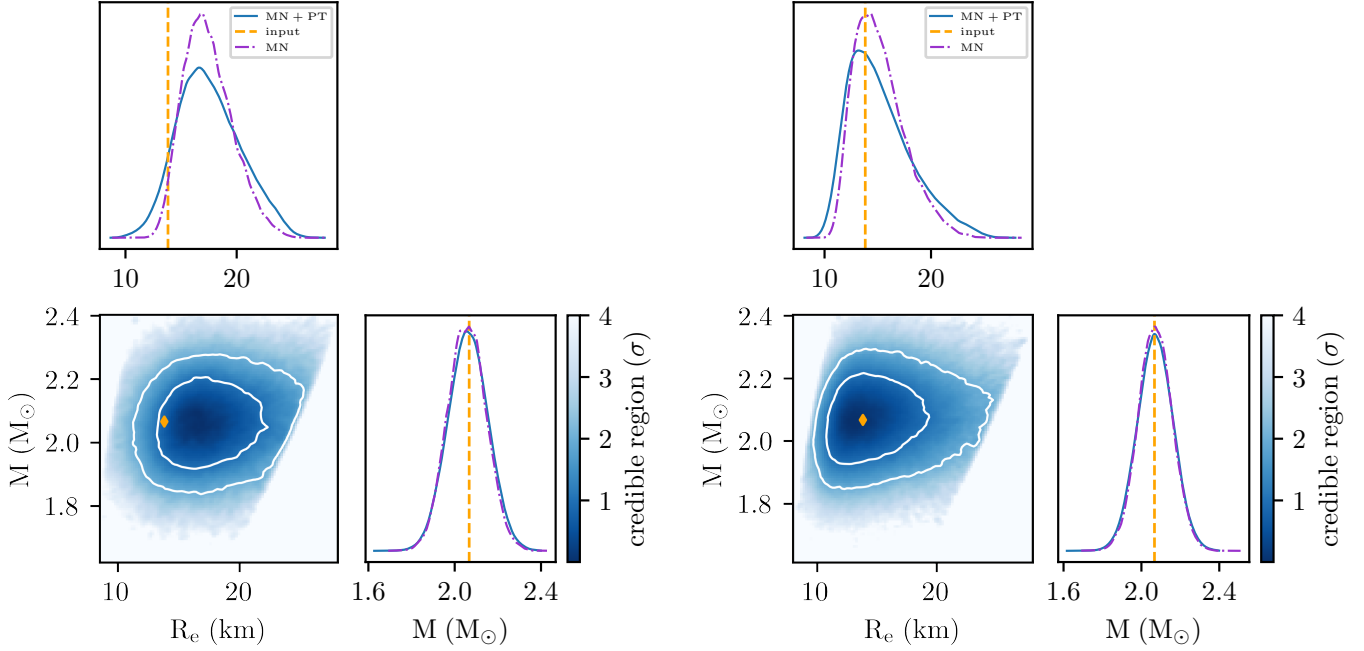 MN + PT
input
MN
10 20
MN + PT
input
MN
10 20
2.4
2.2
2.0
1.8
M (M⊙)
10 20
Rₑ (km)
1.6 2.0 2.4
M (M⊙)
4
3
2
1
credible region (σ)
2.4
2.2
2.0
1.8
M (M⊙)
10 20
Rₑ (km)
1.6 2.0 2.4
M (M⊙)
4
3
2
1
credible region (σ)